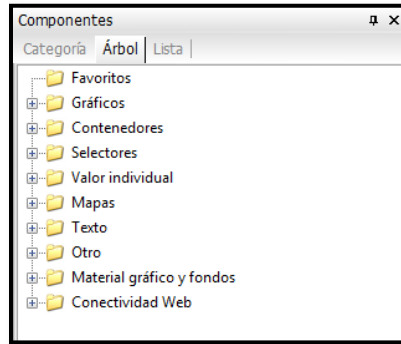 Componentes
Categoría Árbol Lista
Favoritos
Gráficos
Contenedores
Selectores
Valor individual
Mapas
Texto
Otro
Material gráfico y fondos
Conectividad Web